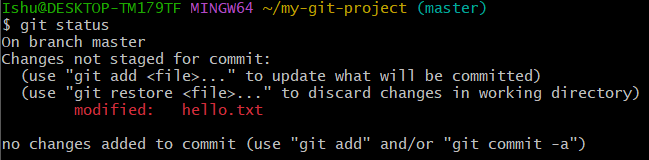 Ishu@DESKTOP-TM179TF MINGW64 ~/my-git-project (master)
$ git status
On branch master
Changes not staged for commit:
  (use "git add <file>..." to update what will be committed)
  (use "git restore <file>..." to discard changes in working directory)
        modified:   hello.txt

no changes added to commit (use "git add" and/or "git commit -a")